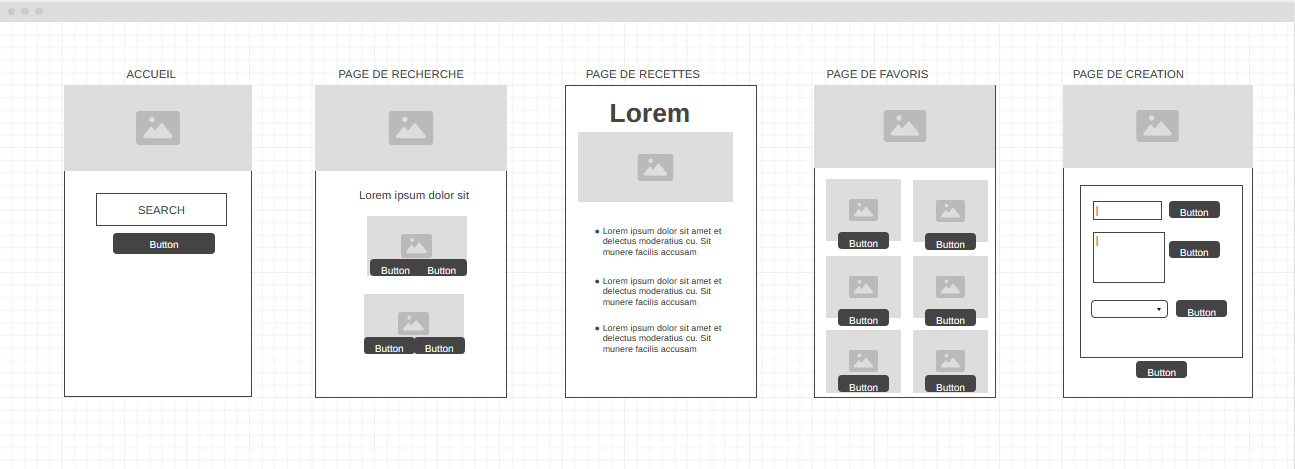 ACCUEIL
SEARCH
Button
PAGE DE RECHERCHE
Lorem ipsum dolor sit
Button Button
Button Button
PAGE DE RECETTES
Lorem
• Lorem ipsum dolor sit amet et
delectus moderatius cu. Sit
munere facilis accusam
• Lorem ipsum dolor sit amet et
delectus moderatius cu. Sit
munere facilis accusam
• Lorem ipsum dolor sit amet et
delectus moderatius cu. Sit
munere facilis accusam
PAGE DE FAVORIS
Button Button
Button Button
Button Button
PAGE DE CREATION
Button
Button
Button
Button